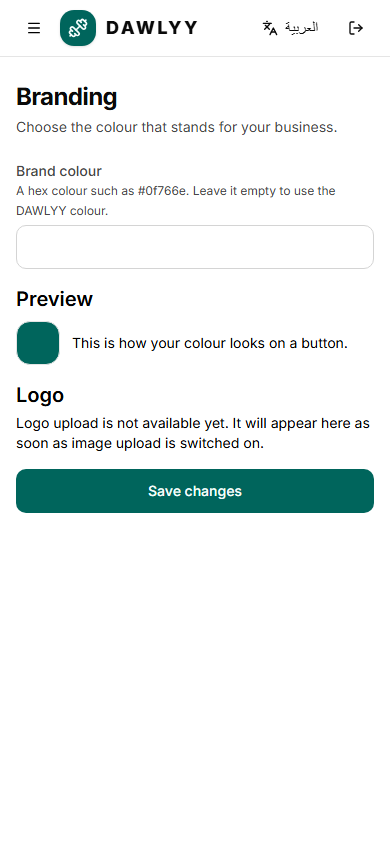 DAWLYY
العربية
Branding
Choose the colour that stands for your business.
Brand colour
A hex colour such as #0f766e. Leave it empty to use the
DAWLYY colour.
Preview
This is how your colour looks on a button.
Logo
Logo upload is not available yet. It will appear here as
soon as image upload is switched on.
Save changes